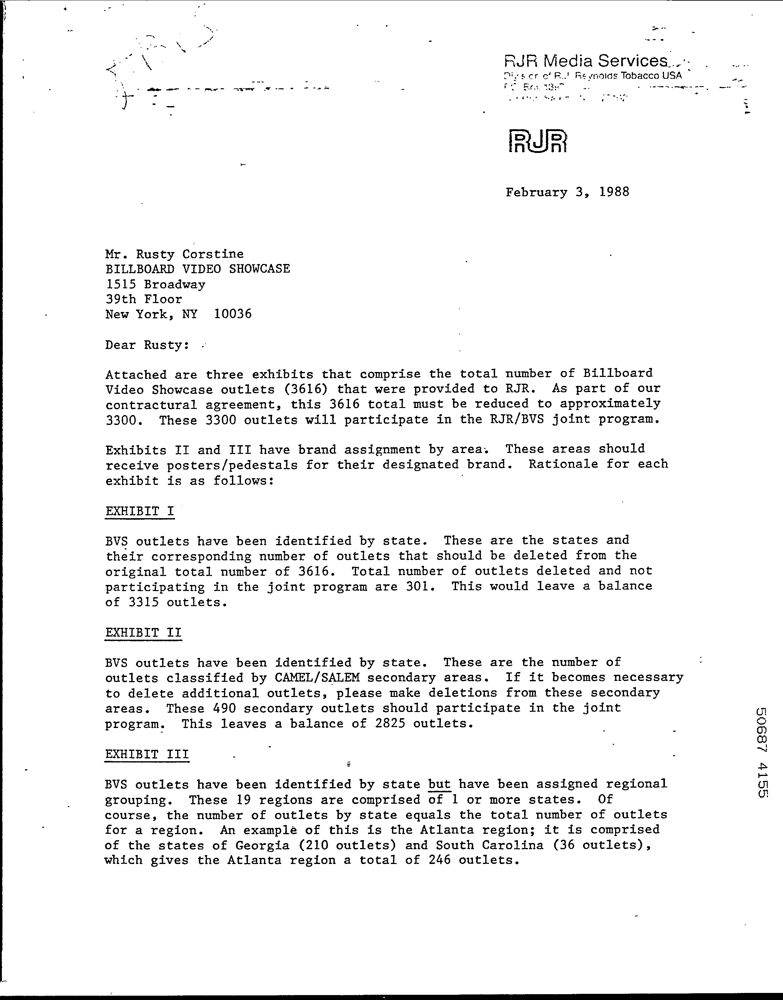 RJR Media Services
Division of R.J. Reynolds Tobacco USA
RJR
February 3, 1988
Mr. Rusty Corstine
BILLBOARD VIDEO SHOWCASE
1515 Broadway
39th Floor
New York, NY 10036
Dear Rusty:
Attached are three exhibits that comprise the total number of Billboard
Video Showcase outlets (3616) that were provided to RJR. As part of our
contractural agreement, this 3616 total must be reduced to approximately
3300. These 3300 outlets will participate in the RJR/BVS joint program.
Exhibits II and III have brand assignment by area. These areas should
receive posters/pedestals for their designated brand. Rationale for each
exhibit is as follows:
EXHIBIT I
BVS outlets have been identified by state. These are the states and
their corresponding number of outlets that should be deleted from the
original total number of 3616. Total number of outlets deleted and not
participating in the joint program are 301. This would leave a balance
of 3315 outlets.
EXHIBIT II
BVS outlets have been identified by state. These are the number of
outlets classified by CAMEL/SALEM secondary areas. If it becomes necessary
to delete additional outlets, please make deletions from these secondary
areas. These 490 secondary outlets should participate in the joint
program. This leaves a balance of 2825 outlets.
EXHIBIT III
BVS outlets have been identified by state but have been assigned regional
grouping. These 19 regions are comprised of 1 or more states. Of
course, the number of outlets by state equals the total number of outlets
for a region. An example of this is the Atlanta region; it is comprised
of the states of Georgia (210 outlets) and South Carolina (36 outlets),
which gives the Atlanta region a total of 246 outlets.
50687 4155